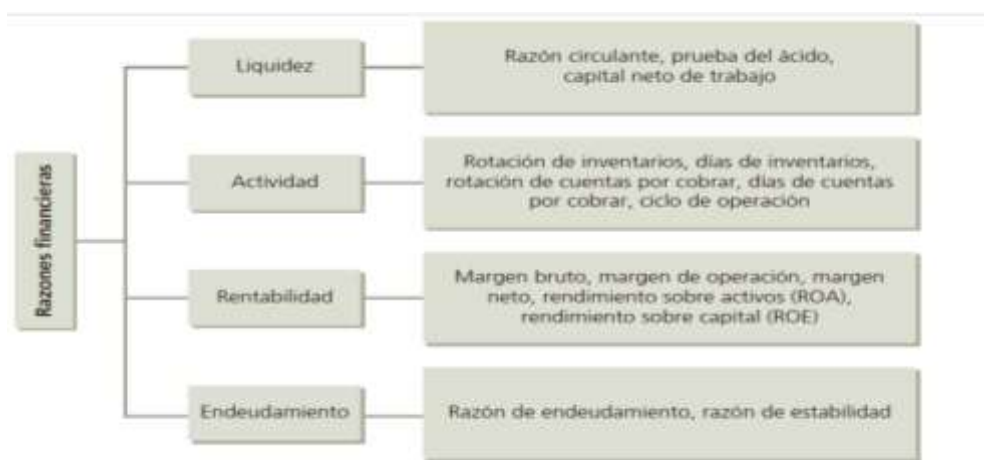 Razones financieras
Liquidez
Razón circulante, prueba del ácido,
capital neto de trabajo
Actividad
Rotación de inventarios, días de inventarios,
rotación de cuentas por cobrar, días de cuentas
por cobrar, ciclo de operación
Rentabilidad
Margen bruto, margen de operación, margen
neto, rendimiento sobre activos (ROA),
rendimiento sobre capital (ROE)
Endeudamiento
Razón de endeudamiento, razón de estabilidad